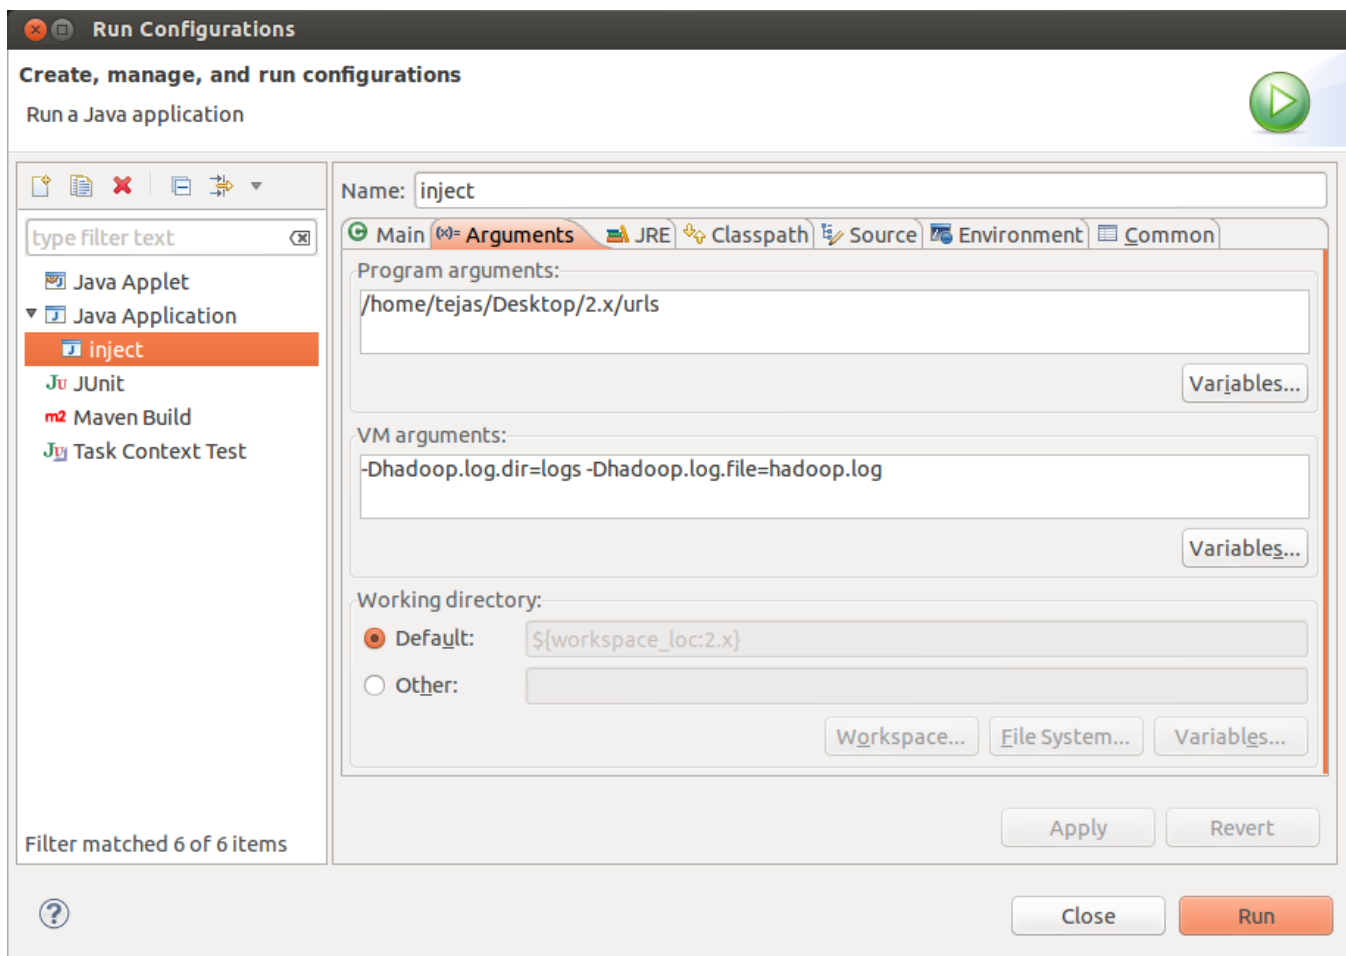 Run Configurations
Create, manage, and run configurations
Run a Java application
type filter text
Java Applet
Java Application
inject
Ju JUnit
m2 Maven Build
Ju Task Context Test
Filter matched 6 of 6 items
Name: inject
Main (x)= Arguments JRE Classpath Source Environment Common
Program arguments:
/home/tejas/Desktop/2.x/urls
Variables...
VM arguments:
-Dhadoop.log.dir=logs -Dhadoop.log.file=hadoop.log
Variables...
Working directory:
Default: ${workspace_loc:2.x}
Other:
Workspace... File System... Variables...
Apply Revert
? Close Run